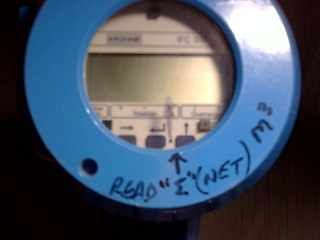 KROHNE
READ "Σ" (NET) M3